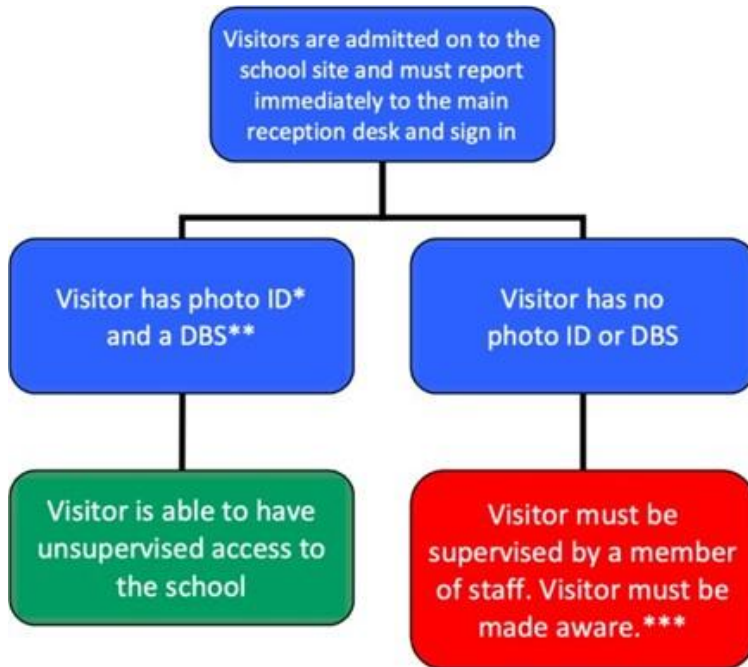 Visitors are admitted on to the
school site and must report
immediately to the main
reception desk and sign in
Visitor has photo ID*
and a DBS**
Visitor has no
photo ID or DBS
Visitor is able to have
unsupervised access to
the school
Visitor must be
supervised by a member
of staff. Visitor must be
made aware.***